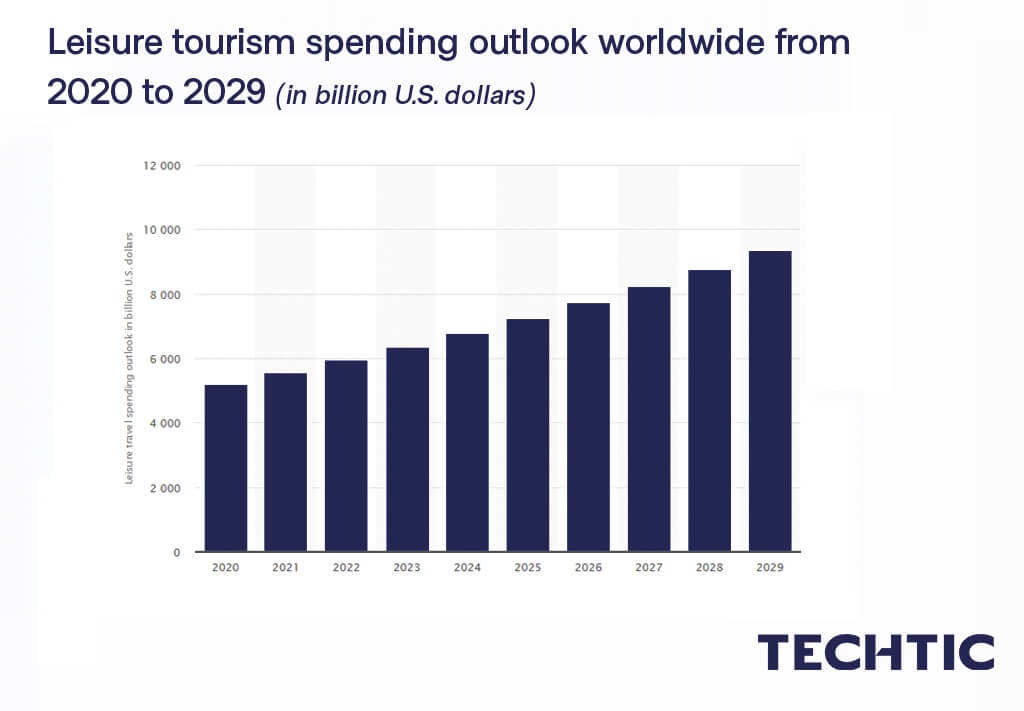 Leisure tourism spending outlook worldwide from
2020 to 2029 (in billion U.S. dollars)
12 000
10 000
8 000
6 000
4 000
2 000
0
Leisure travel spending outlook in billion U.S. dollars
2020 2021 2022 2023 2024 2025 2026 2027 2028 2029
TECHTIC